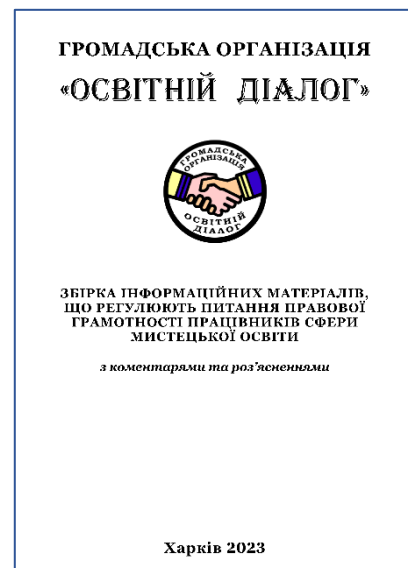 ГРОМАДСЬКА ОРГАНІЗАЦІЯ
«ОСВІТНІЙ ДІАЛОГ»
ГРОМАДСЬКА
ОРГАНІЗАЦІЯ
ОСВІТНІЙ
ДІАЛОГ
ЗБІРКА ІНФОРМАЦІЙНИХ МАТЕРІАЛІВ,
ЩО РЕГУЛЮЮТЬ ПИТАННЯ ПРАВОВОЇ
ГРАМОТНОСТІ ПРАЦІВНИКІВ СФЕРИ
МИСТЕЦЬКОЇ ОСВІТИ
з коментарями та роз'ясненнями
Харків 2023